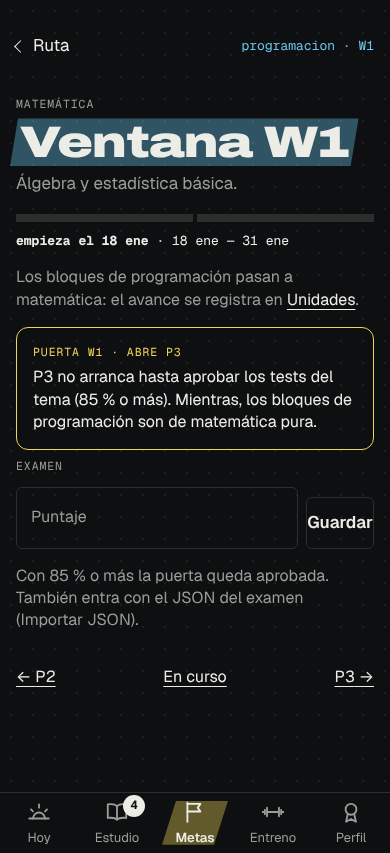 Ruta
programacion · W1
MATEMÁTICA
Ventana W1
Álgebra y estadística básica.
empieza el 18 ene · 18 ene — 31 ene
Los bloques de programación pasan a
matemática: el avance se registra en Unidades.
PUERTA W1 · ABRE P3
P3 no arranca hasta aprobar los tests del
tema (85 % o más). Mientras, los bloques de
programación son de matemática pura.
EXAMEN
Puntaje
Guardar
Con 85 % o más la puerta queda aprobada.
También entra con el JSON del examen
(Importar JSON).
← P2
En curso
P3 →
4
Hoy
Estudio
Metas
Entreno
Perfil